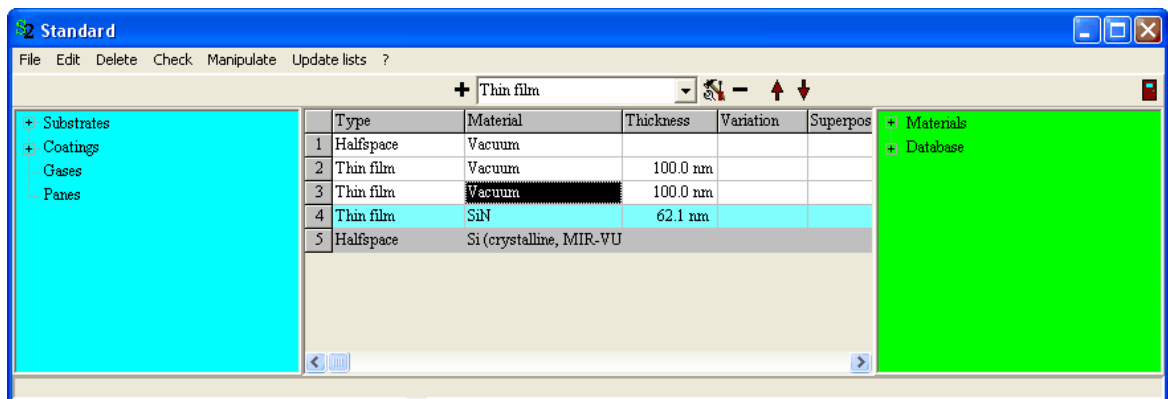 S2 Standard
File Edit Delete Check Manipulate Update lists ?
Thin film
Substrates
Coatings
Gases
Panes
Type Material Thickness Variation Superpos
1 Halfspace Vacuum
2 Thin film Vacuum 100.0 nm
3 Thin film Vacuum 100.0 nm
4 Thin film SiN 62.1 nm
5 Halfspace Si (crystalline, MIR-VU
Materials
Database